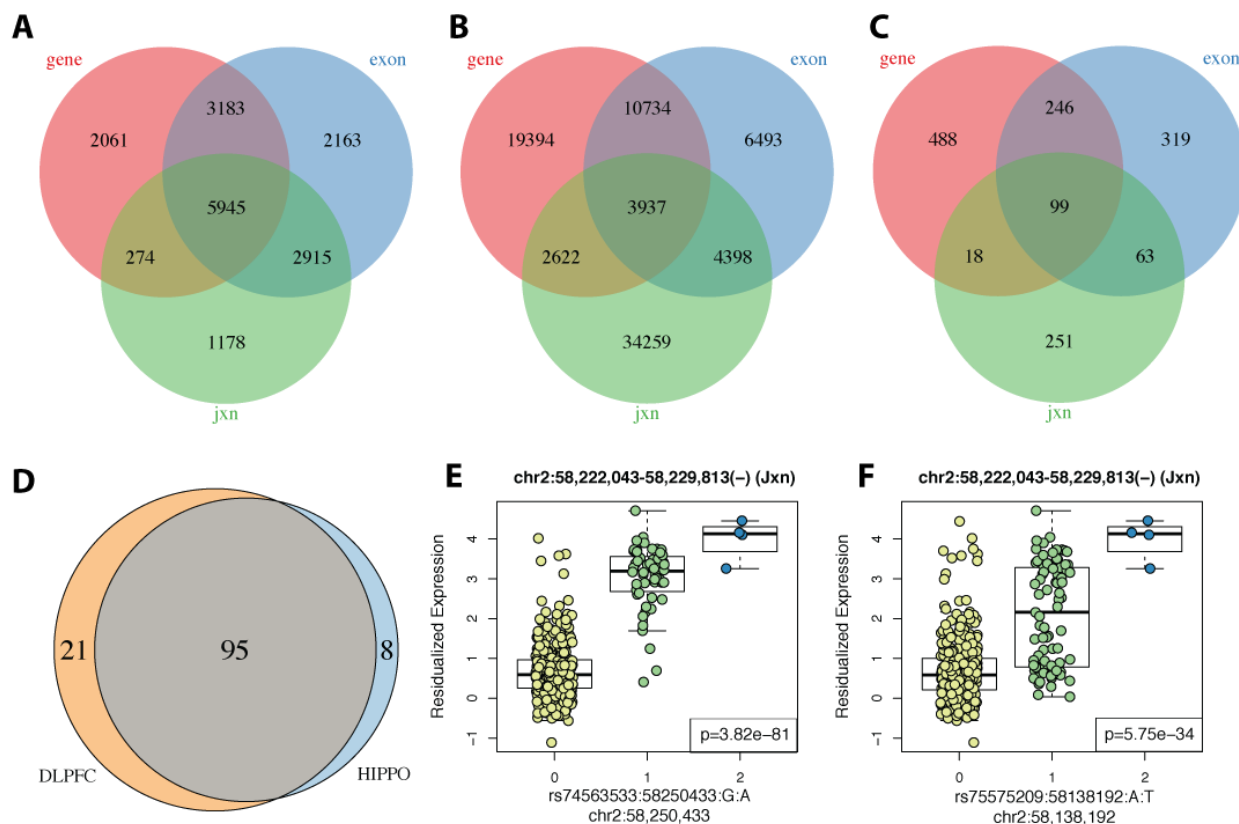 A
gene
exon
3183
2061
2163
5945
274
2915
1178
jxn
B
gene
exon
10734
19394
6493
3937
2622
4398
34259
jxn
C
gene
exon
246
488
319
99
18
63
251
jxn
D
21
95
8
DLPFC
HIPPO
E
chr2:58,222,043-58,229,813(−) (Jxn)
Residualized Expression
4
3
2
1
0
−1
p=3.82e−81
0 1 2
rs74563533:58250433:G:A
chr2:58,250,433
F
chr2:58,222,043-58,229,813(−) (Jxn)
Residualized Expression
4
3
2
1
0
−1
p=5.75e−34
0 1 2
rs75575209:58138192:A:T
chr2:58,138,192